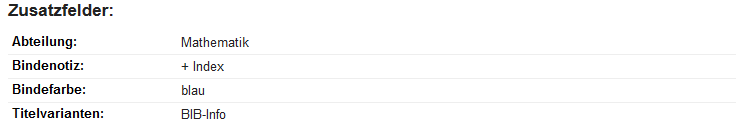 Zusatzfelder:
Abteilung: Mathematik
Bindenotiz: + Index
Bindefarbe: blau
Titelvarianten: BIB-Info